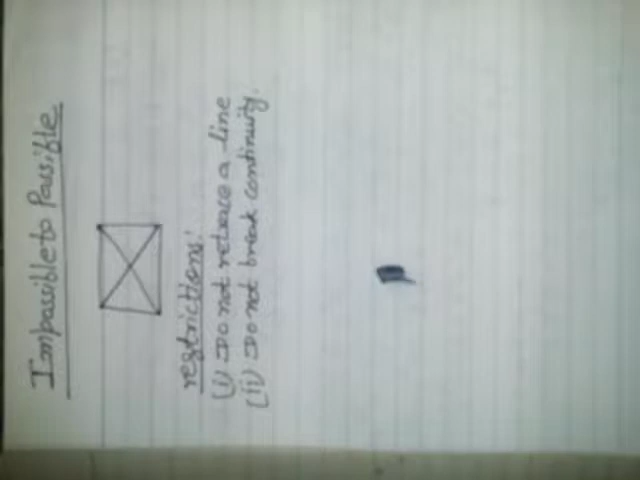 Impossible to Possible
restrictions:
(i) Do not retrace a line
(ii) Do not break continuity.